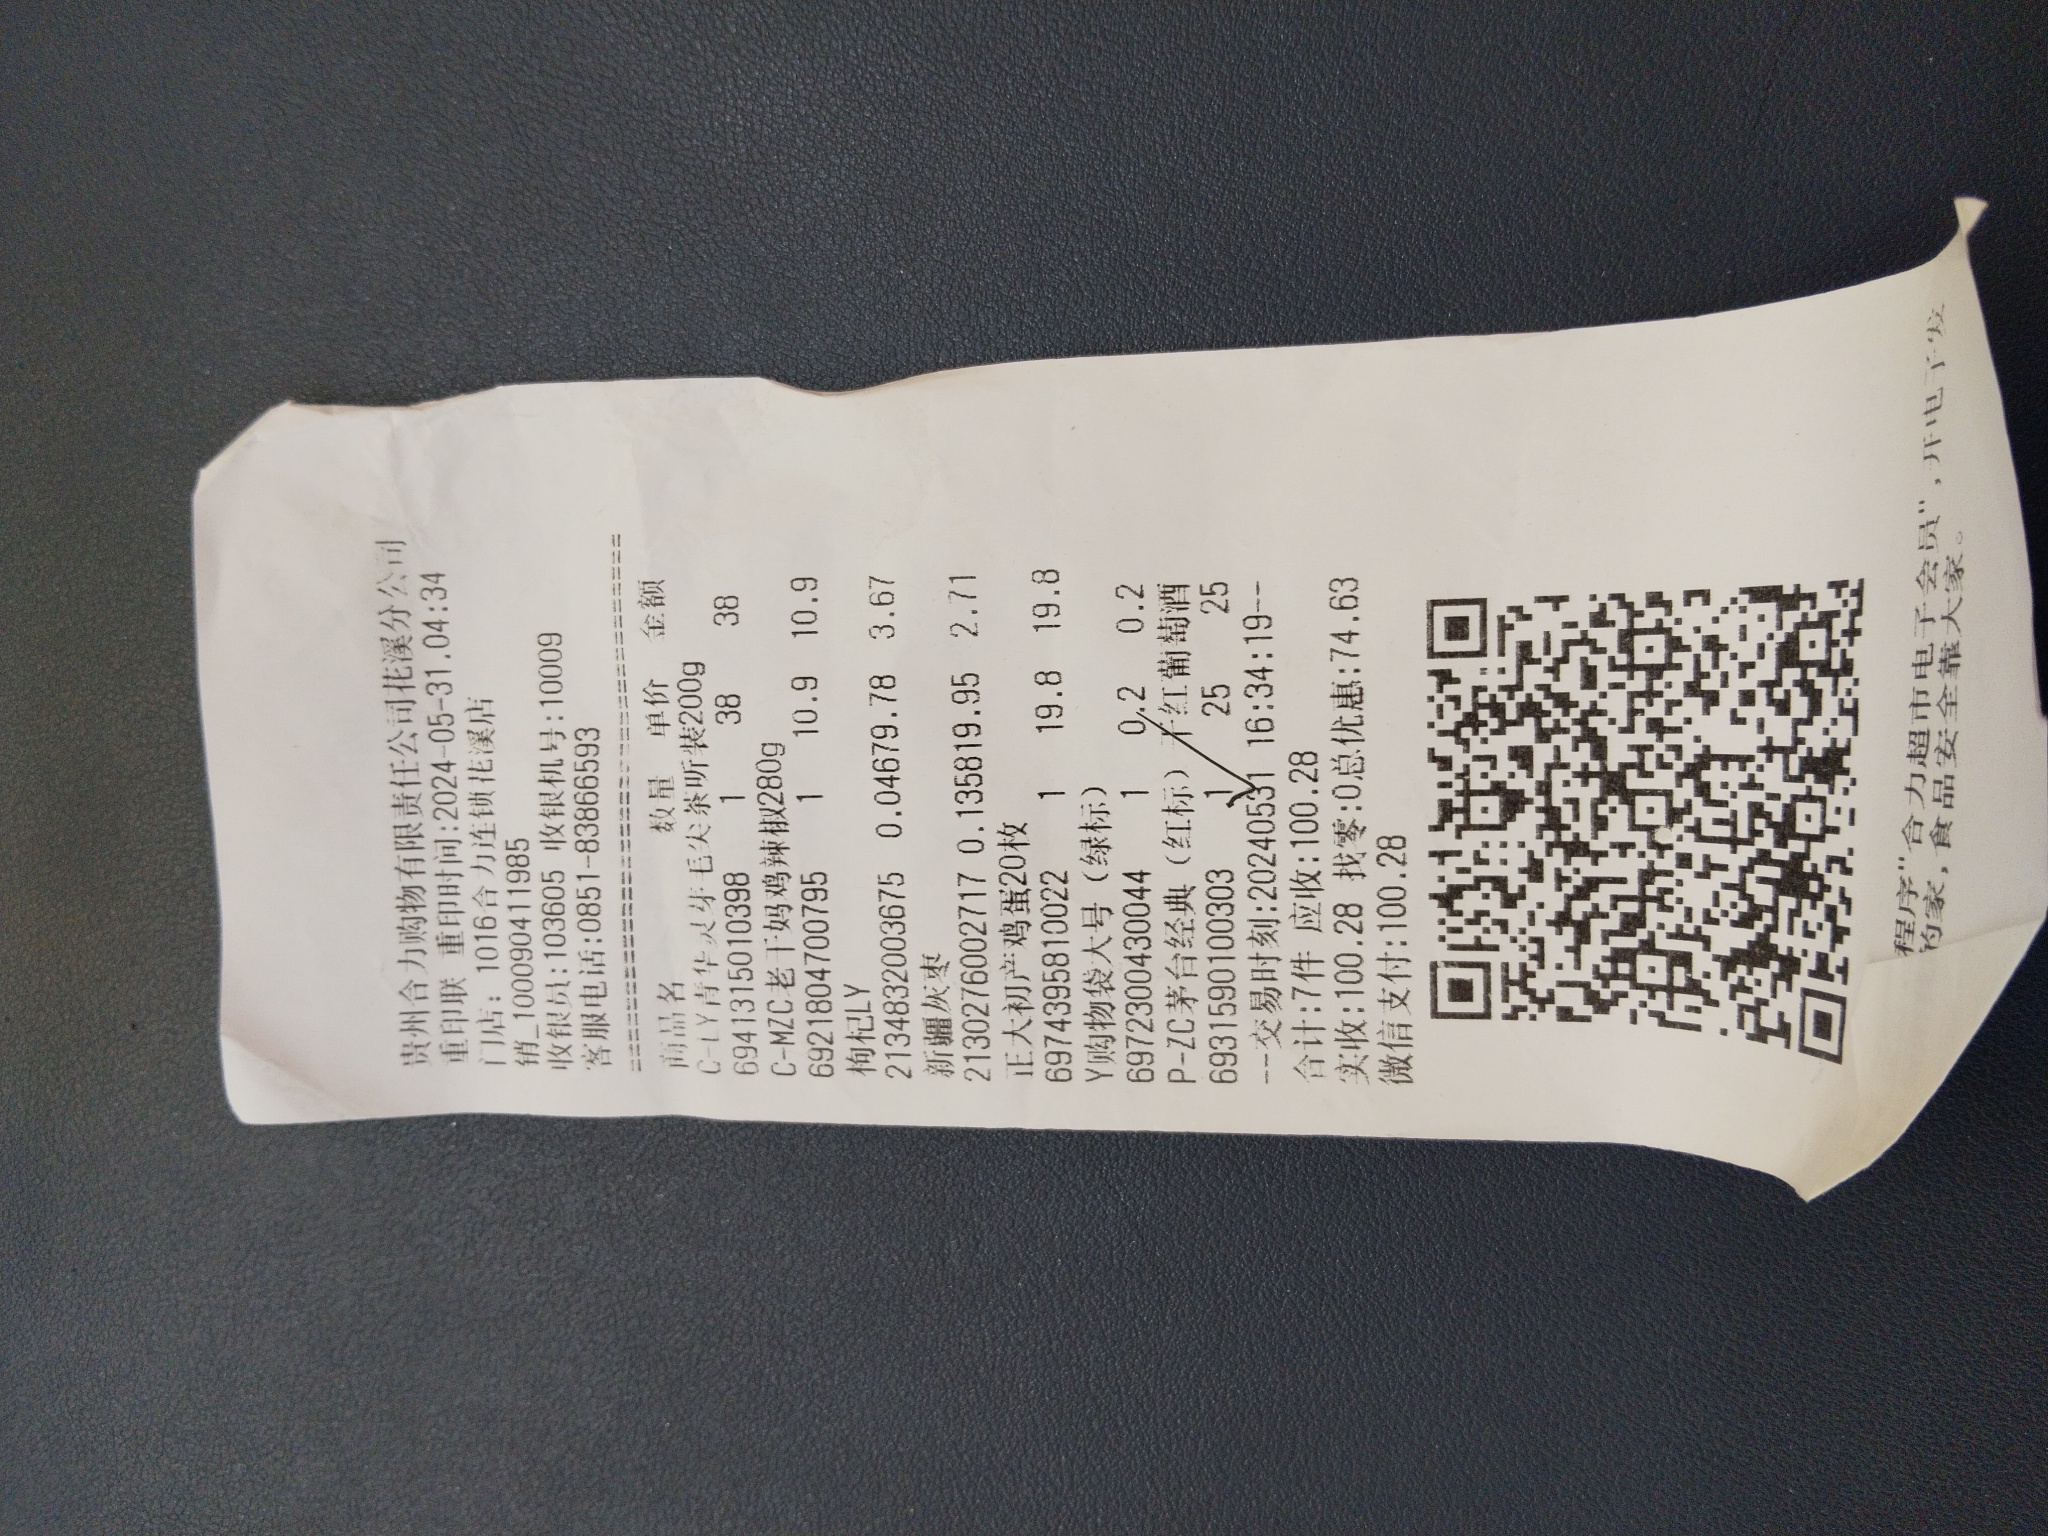 贵州合力购物有限责任公司花溪分公司
重印联 重印时间:2024-05-31.04:34
门店: 1016合力连锁花溪店
销_100090411985
收银员:103605 收银机号:10009
客服电话:0851-83866593
==================================
商品名 数量 单价 金额
C-LY青华灵芽毛尖茶听装200g
6941315010398 1 38 38
C-MZC老干妈鸡辣椒280g
6921804700795 1 10.9 10.9
枸杞LY
2134832003675 0.04679.78 3.67
新疆灰枣
2130276002717 0.135819.95 2.71
正大初产鸡蛋20枚
6974395810022 1 19.8 19.8
Y购物袋大号(绿标)
6972300430044 1 0.2 0.2
P-ZC茅台经典(红标)干红葡萄酒
6931590100303 1 25 25
--交易时刻:20240531 16:34:19--
合计:7件 应收:100.28
实收:100.28 找零:0总优惠:74.63
微信支付:100.28
程序"合力超市电子会员",开电子发
的家,食品安全靠大家。